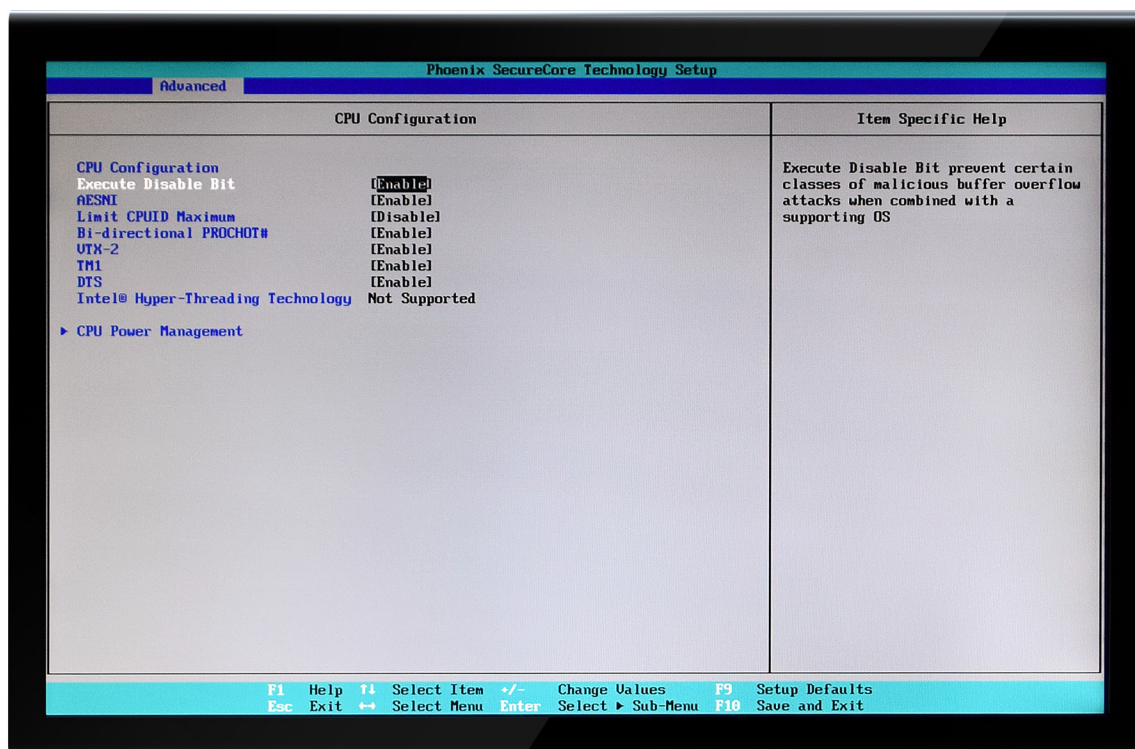 Phoenix SecureCore Technology Setup
Advanced
CPU Configuration
Item Specific Help
CPU Configuration
Execute Disable Bit [Enable]
AESNI [Enable]
Limit CPUID Maximum [Disable]
Bi-directional PROCHOT# [Enable]
VTX-2 [Enable]
TM1 [Enable]
DTS [Enable]
Intel® Hyper-Threading Technology Not Supported
▶ CPU Power Management
Execute Disable Bit prevent certain
classes of malicious buffer overflow
attacks when combined with a
supporting OS
F1 Help ↑↓ Select Item +/- Change Values F9 Setup Defaults
Esc Exit ↔ Select Menu Enter Select ▶ Sub-Menu F10 Save and Exit